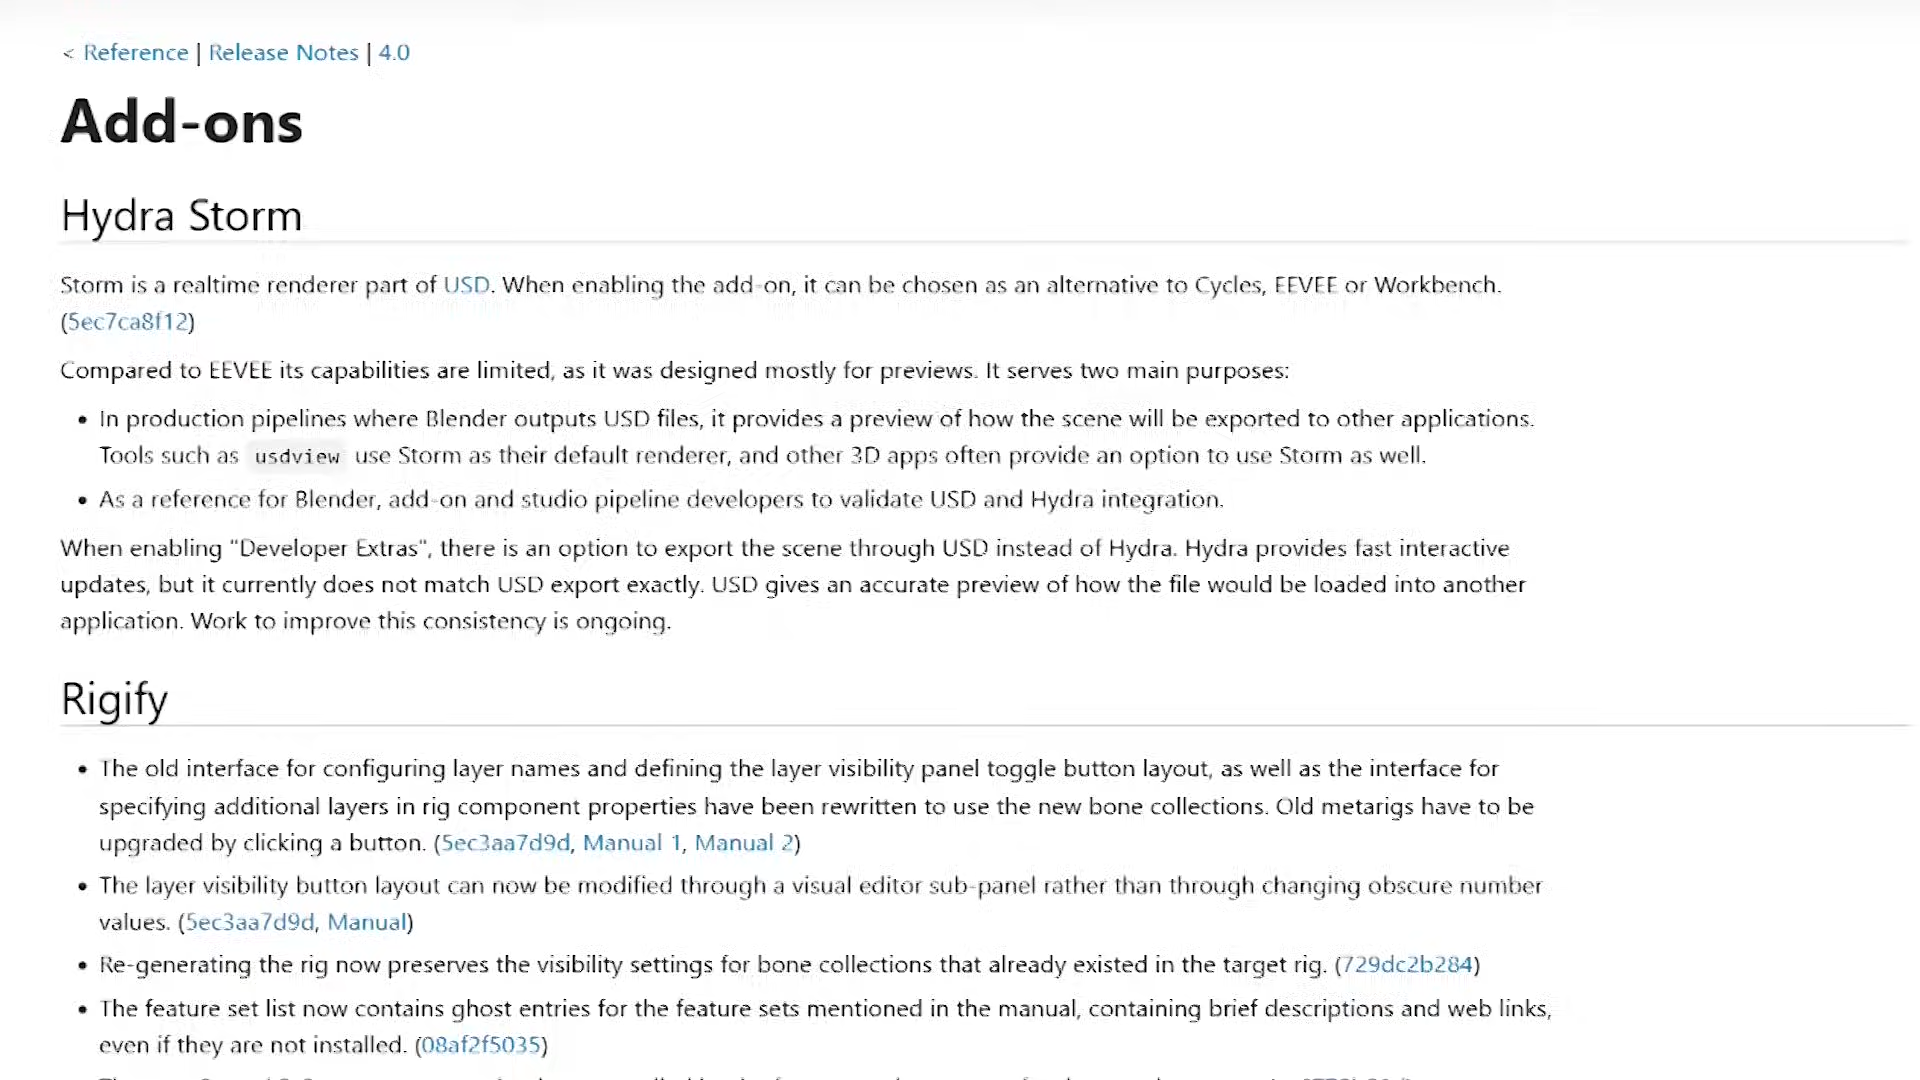 < Reference | Release Notes | 4.0
Add-ons
Hydra Storm
Storm is a realtime renderer part of USD. When enabling the add-on, it can be chosen as an alternative to Cycles, EEVEE or Workbench.
(5ec7ca8f12)
Compared to EEVEE its capabilities are limited, as it was designed mostly for previews. It serves two main purposes:
• In production pipelines where Blender outputs USD files, it provides a preview of how the scene will be exported to other applications.
Tools such as usdview use Storm as their default renderer, and other 3D apps often provide an option to use Storm as well.
• As a reference for Blender, add-on and studio pipeline developers to validate USD and Hydra integration.
When enabling "Developer Extras", there is an option to export the scene through USD instead of Hydra. Hydra provides fast interactive
updates, but it currently does not match USD export exactly. USD gives an accurate preview of how the file would be loaded into another
application. Work to improve this consistency is ongoing.
Rigify
• The old interface for configuring layer names and defining the layer visibility panel toggle button layout, as well as the interface for
specifying additional layers in rig component properties have been rewritten to use the new bone collections. Old metarigs have to be
upgraded by clicking a button. (5ec3aa7d9d, Manual 1, Manual 2)
• The layer visibility button layout can now be modified through a visual editor sub-panel rather than through changing obscure number
values. (5ec3aa7d9d, Manual)
• Re-generating the rig now preserves the visibility settings for bone collections that already existed in the target rig. (729dc2b284)
• The feature set list now contains ghost entries for the feature sets mentioned in the manual, containing brief descriptions and web links,
even if they are not installed. (08af2f5035)